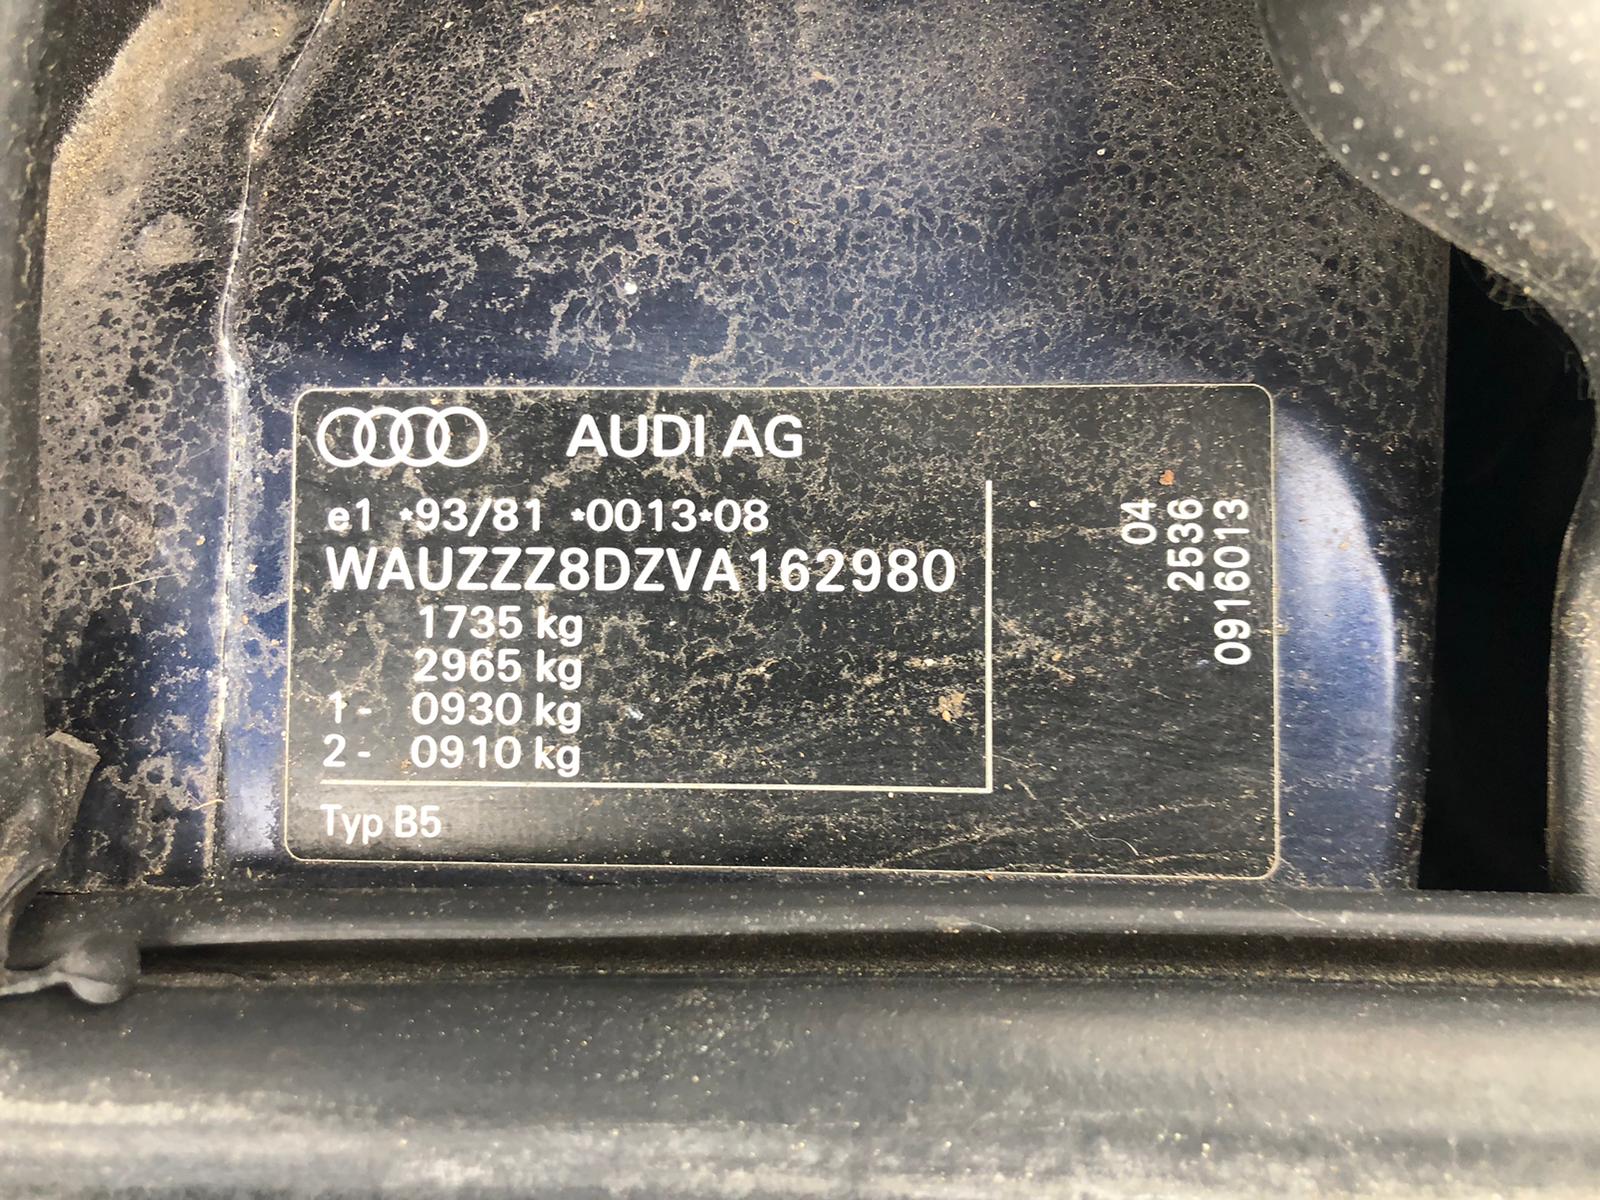 AUDI AG
e1 *93/81 *0013*08
WAUZZZ8DZVA162980
1735 kg
2965 kg
1 - 0930 kg
2 - 0910 kg
Typ B5
04
2536
0916013